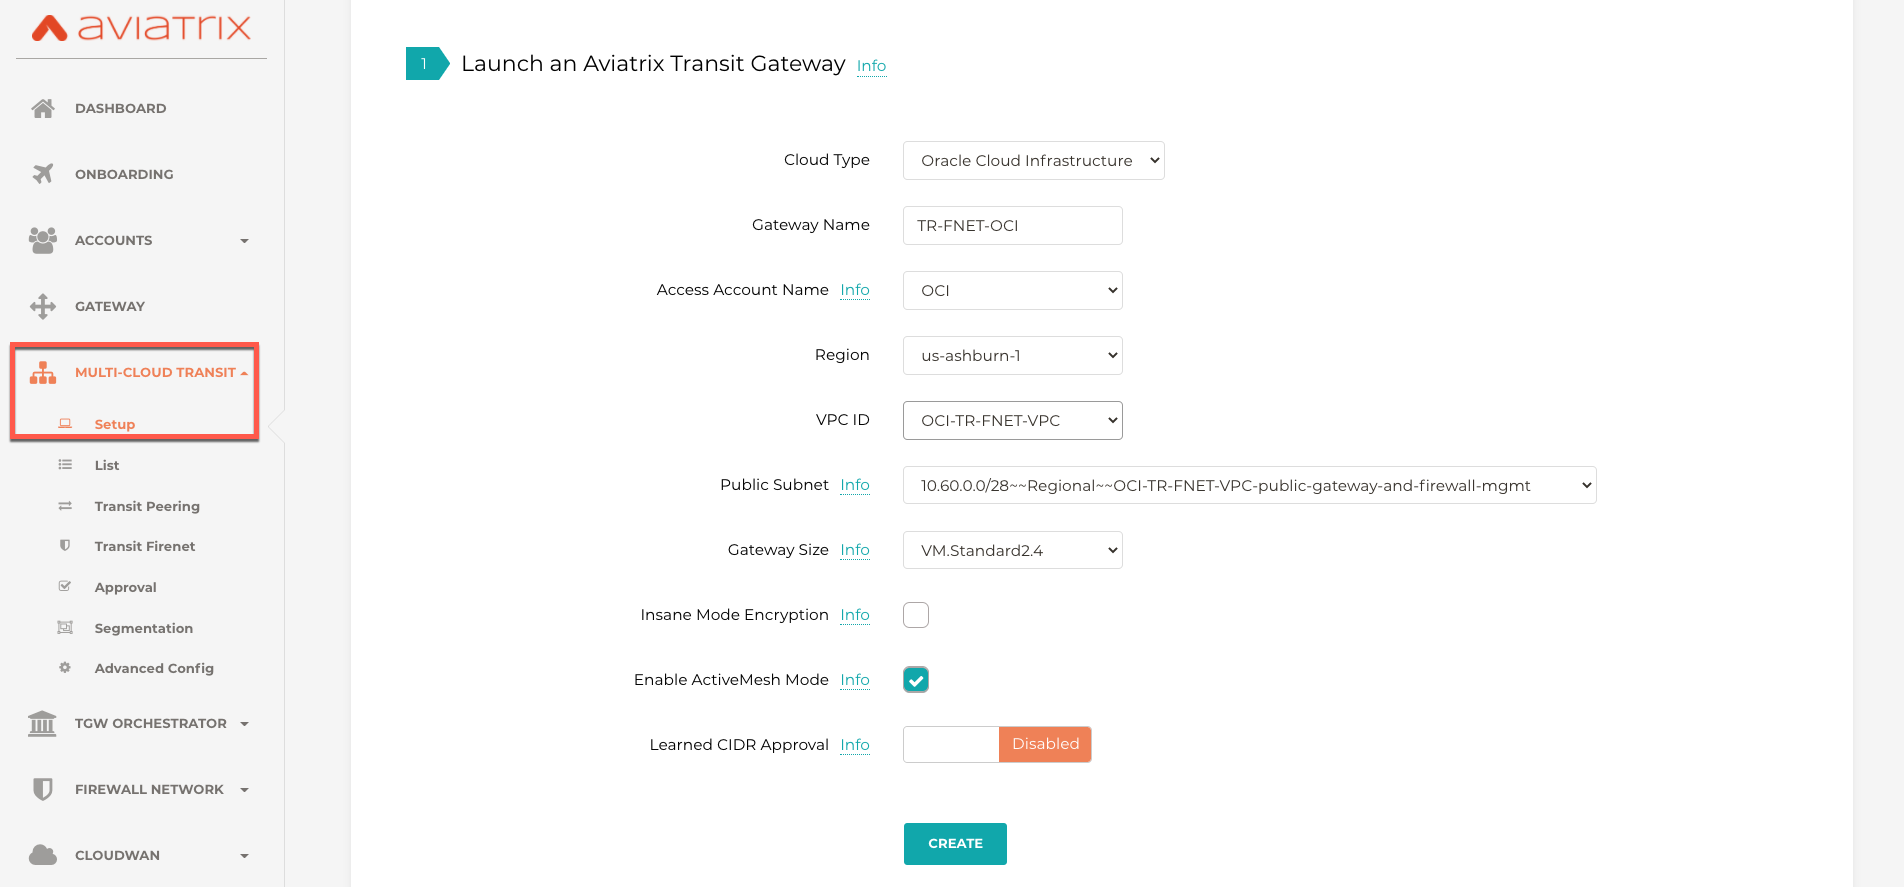 aviatrix
DASHBOARD
ONBOARDING
ACCOUNTS
GATEWAY
MULTI-CLOUD TRANSIT
Setup
List
Transit Peering
Transit Firenet
Approval
Segmentation
Advanced Config
TGW ORCHESTRATOR
FIREWALL NETWORK
CLOUDWAN
1 Launch an Aviatrix Transit Gateway Info
Cloud Type Oracle Cloud Infrastructure
Gateway Name TR-FNET-OCI
Access Account Name Info OCI
Region us-ashburn-1
VPC ID OCI-TR-FNET-VPC
Public Subnet Info 10.60.0.0/28~~Regional~~OCI-TR-FNET-VPC-public-gateway-and-firewall-mgmt
Gateway Size Info VM.Standard2.4
Insane Mode Encryption Info
Enable ActiveMesh Mode Info
Learned CIDR Approval Info Disabled
CREATE